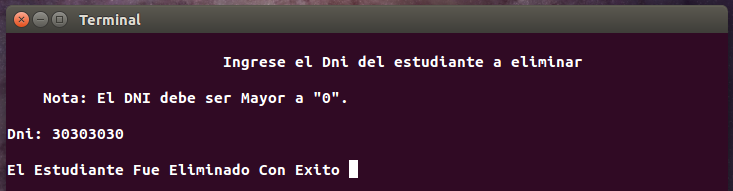 Terminal
Ingrese el Dni del estudiante a eliminar
Nota: El DNI debe ser Mayor a "0".
Dni: 30303030
El Estudiante Fue Eliminado Con Exito